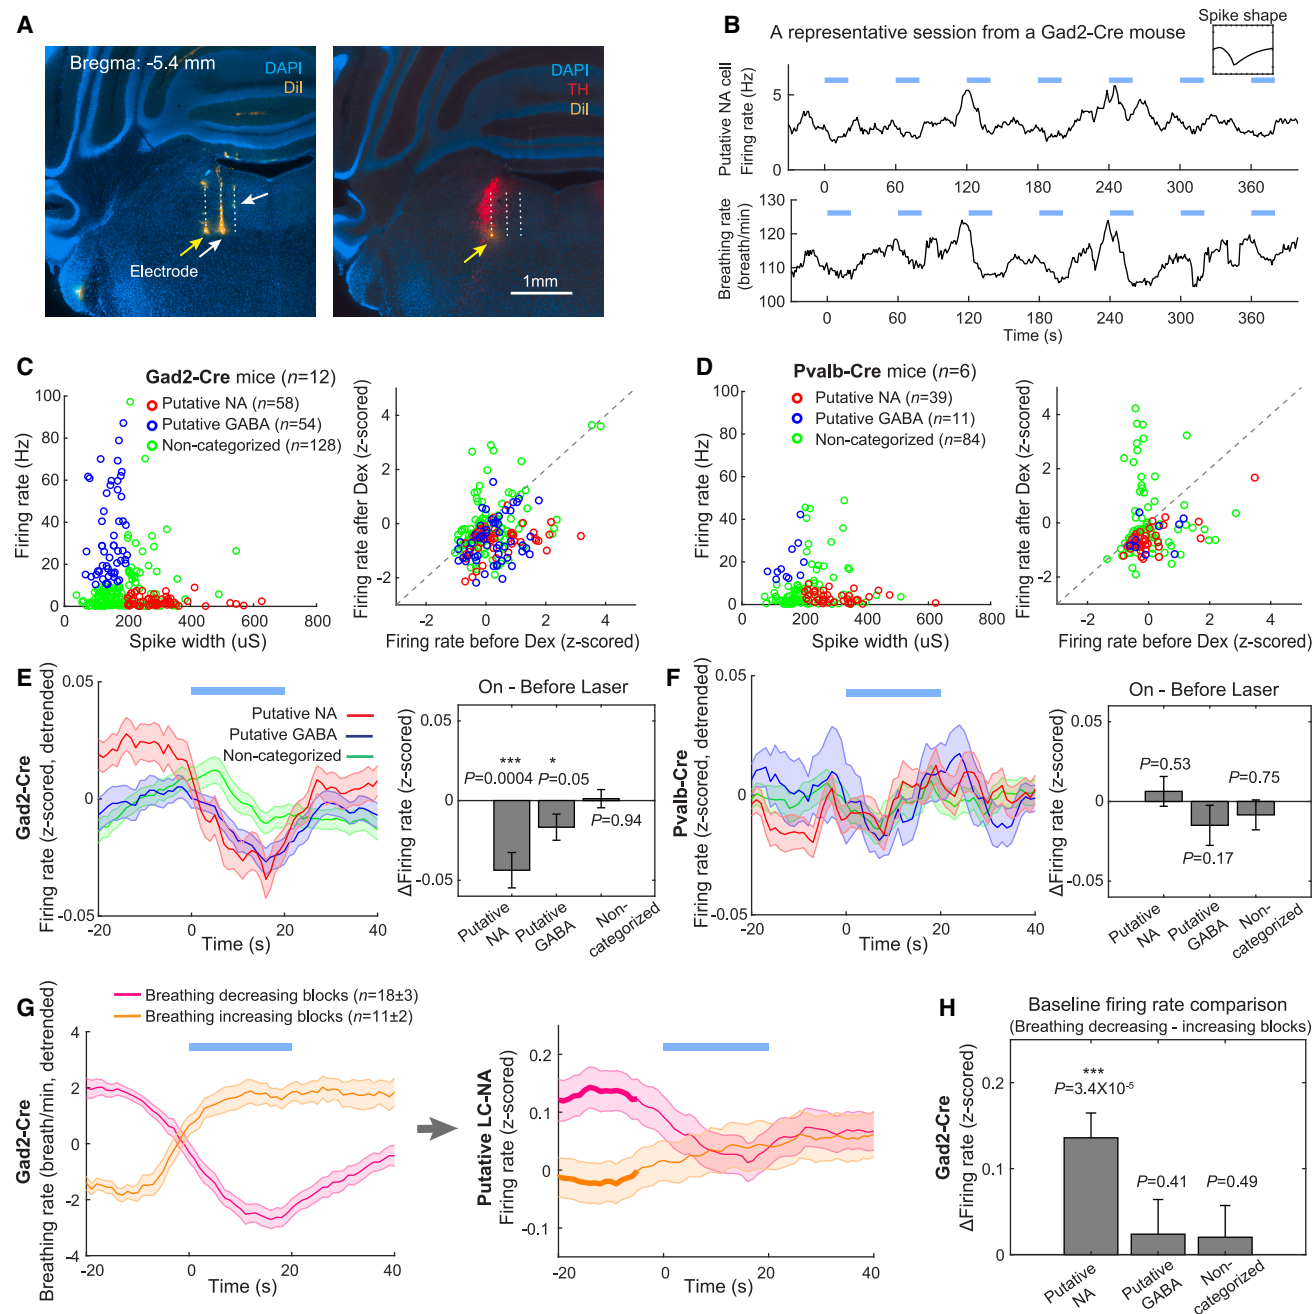 A
Bregma: -5.4 mm
DAPI
DiI
Electrode
DAPI
TH
DiI
1mm
B
A representative session from a Gad2-Cre mouse
Spike shape
Putative NA cell
Firing rate (Hz)
5
0
0 60 120 180 240 300 360
Breathing rate
(breath/min)
130
120
110
100
0 60 120 180 240 300 360
Time (s)
C
Gad2-Cre mice (n=12)
Putative NA (n=58)
Putative GABA (n=54)
Non-categorized (n=128)
Firing rate (Hz)
100
80
60
40
20
0
0 200 400 600 800
Spike width (uS)
Firing rate after Dex (z-scored)
4
2
0
-2
-2 0 2 4
Firing rate before Dex (z-scored)
D
Pvalb-Cre mice (n=6)
Putative NA (n=39)
Putative GABA (n=11)
Non-categorized (n=84)
Firing rate (Hz)
100
80
60
40
20
0
0 200 400 600 800
Spike width (uS)
Firing rate after Dex (z-scored)
4
2
0
-2
-2 0 2 4
Firing rate before Dex (z-scored)
E
Gad2-Cre
Firing rate (z-scored, detrended)
0.05
0
-0.05
Putative NA
Putative GABA
Non-categorized
-20 0 20 40
Time (s)
On - Before Laser
ΔFiring rate (z-scored)
0.05
0
-0.05
*** *
P=0.0004 P=0.05
P=0.94
Putative NA
Putative GABA
Non-categorized
F
Pvalb-Cre
Firing rate (z-scored, detrended)
0.05
0
-0.05
-20 0 20 40
Time (s)
On - Before Laser
ΔFiring rate (z-scored)
0.05
0
-0.05
P=0.53
P=0.75
P=0.17
Putative NA
Putative GABA
Non-categorized
G
Breathing decreasing blocks (n=18±3)
Breathing increasing blocks (n=11±2)
Gad2-Cre
Breathing rate (breath/min, detrended)
4
2
0
-2
-4
-20 0 20 40
Time (s)
Putative LC-NA
Firing rate (z-scored)
0.2
0.1
0
-0.1
-20 0 20 40
Time (s)
H
Baseline firing rate comparison
(Breathing decreasing - increasing blocks)
Gad2-Cre
ΔFiring rate (z-scored)
0.2
0.1
0
***
P=3.4X10⁻⁵
P=0.41 P=0.49
Putative NA
Putative GABA
Non-categorized